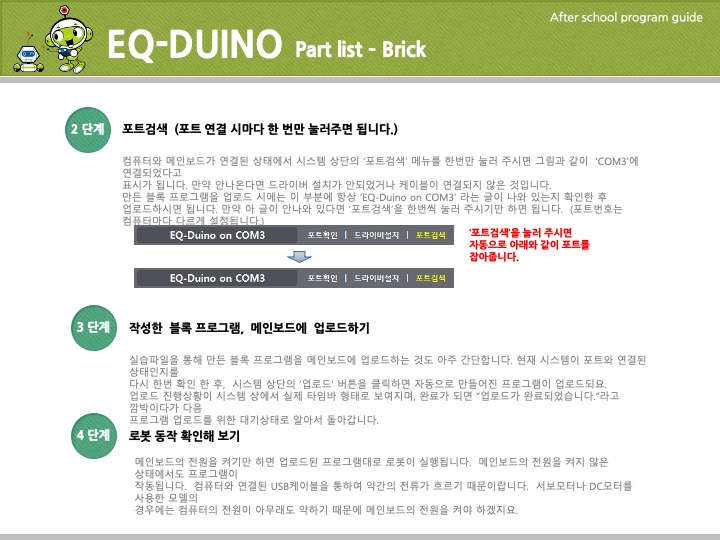 After school program guide
EQ-DUINO Part list - Brick
2 단계
포트검색 (포트 연결 시마다 한 번만 눌러주면 됩니다.)
컴퓨터와 메인보드가 연결된 상태에서 시스템 상단의 ‘포트검색’ 메뉴를 한번만 눌러 주시면 그림과 같이 ‘COM3’에
연결되었다고
표시가 됩니다. 만약 안나온다면 드라이버 설치가 안되었거나 케이블이 연결되지 않은 것입니다.
만든 블록 프로그램을 업로드 시에는 이 부분에 항상 ‘EQ-Duino on COM3’ 라는 글이 나와 있는지 확인한 후
업로드하시면 됩니다. 만약 아 글이 안나와 있다면 ‘포트검색’을 한번씩 눌러 주시기만 하면 됩니다. (포트번호는
컴퓨터마다 다르게 설정됩니다.)
EQ-Duino on COM3 포트확인 | 드라이버설치 | 포트검색
‘포트검색’을 눌러 주시면
자동으로 아래와 같이 포트를
잡아줍니다.
EQ-Duino on COM3 포트확인 | 드라이버설치 | 포트검색
3 단계
작성한 블록 프로그램, 메인보드에 업로드하기
실습파일을 통해 만든 블록 프로그램을 메인보드에 업로드하는 것도 아주 간단합니다. 현재 시스템이 포트와 연결된
상태인지를
다시 한번 확인 한 후, 시스템 상단의 ‘업로드’ 버튼을 클릭하면 자동으로 만들어진 프로그램이 업로드되요.
업로드 진행상황이 시스템 상에서 실제 타임바 형태로 보여지며, 완료가 되면 “업로드가 완료되었습니다.”라고
깜박이다가 다음
프로그램 업로드를 위한 대기상태로 알아서 돌아갑니다.
4 단계
로봇 동작 확인해 보기
메인보드의 전원을 켜기만 하면 업로드된 프로그램대로 로봇이 실행됩니다. 메인보드의 전원을 켜지 않은
상태에서도 프로그램이
작동됩니다. 컴퓨터와 연결된 USB케이블을 통하여 약간의 전류가 흐르기 때문이랍니다. 서보모터나 DC모터를
사용한 모델의
경우에는 컴퓨터의 전원이 아무래도 약하기 때문에 메인보드의 전원을 켜야 하겠지요.